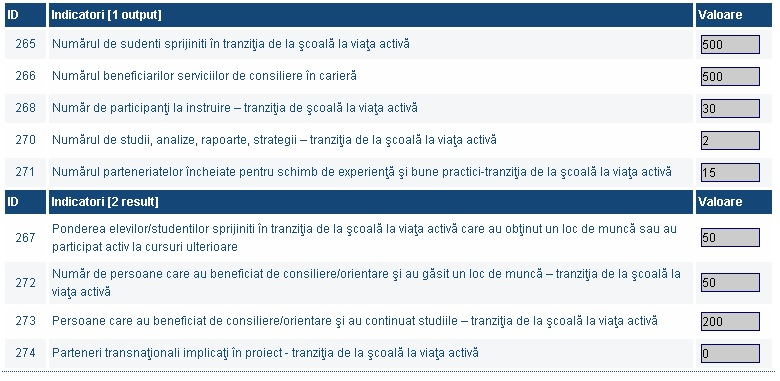 ID Indicatori [1 output] Valoare
265 Numărul de sudenti sprijiniti în tranziţia de la şcoală la viaţa activă 500
266 Numărul beneficiarilor serviciilor de consiliere în carieră 500
268 Număr de participanţi la instruire – tranziţia de şcoală la viaţa activă 30
270 Numărul de studii, analize, rapoarte, strategii – tranziţia de la şcoală la viaţa activă 2
271 Numărul parteneriatelor încheiate pentru schimb de experienţă şi bune practici-tranziţia de la şcoală la viaţa activă 15
ID Indicatori [2 result] Valoare
267 Ponderea elevilor/studentilor sprijiniti în tranziţia de la şcoală la viaţă activă care au obţinut un loc de muncă sau au 50
participat activ la cursuri ulterioare
272 Număr de persoane care au beneficiat de consiliere/orientare şi au găsit un loc de muncă – tranziţia de la şcoală la 50
viaţa activă
273 Persoane care au beneficiat de consiliere/orientare şi au continuat studiile – tranziţia de la şcoală la viaţa activă 200
274 Parteneri transnaţionali implicaţi în proiect - tranziţia de la şcoală la viaţa activă 0